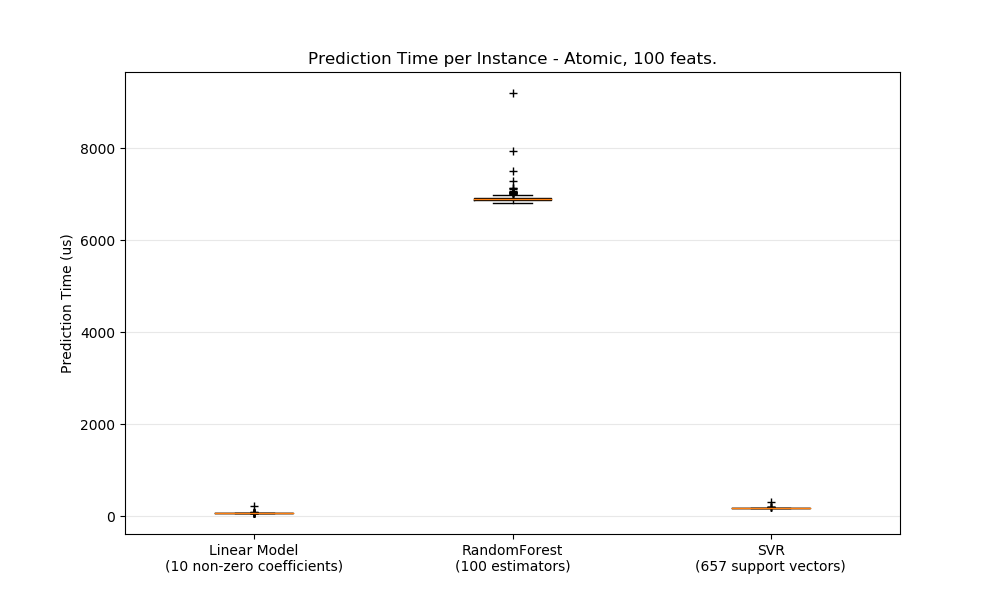 Prediction Time per Instance - Atomic, 100 feats.
Prediction Time (us)
8000
6000
4000
2000
0
Linear Model
(10 non-zero coefficients)
RandomForest
(100 estimators)
SVR
(657 support vectors)